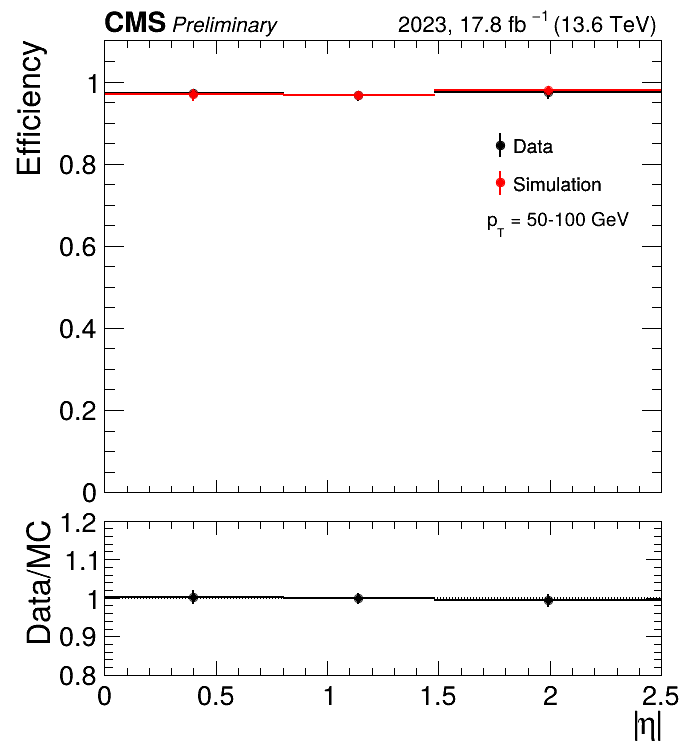 CMS Preliminary 2023, 17.8 fb⁻¹ (13.6 TeV)
Efficiency
1
0.8
0.6
0.4
0.2
0
Data
Simulation
p_T = 50-100 GeV
Data/MC
1.2
1.1
1
0.9
0.8
0 0.5 1 1.5 2 2.5
|η|